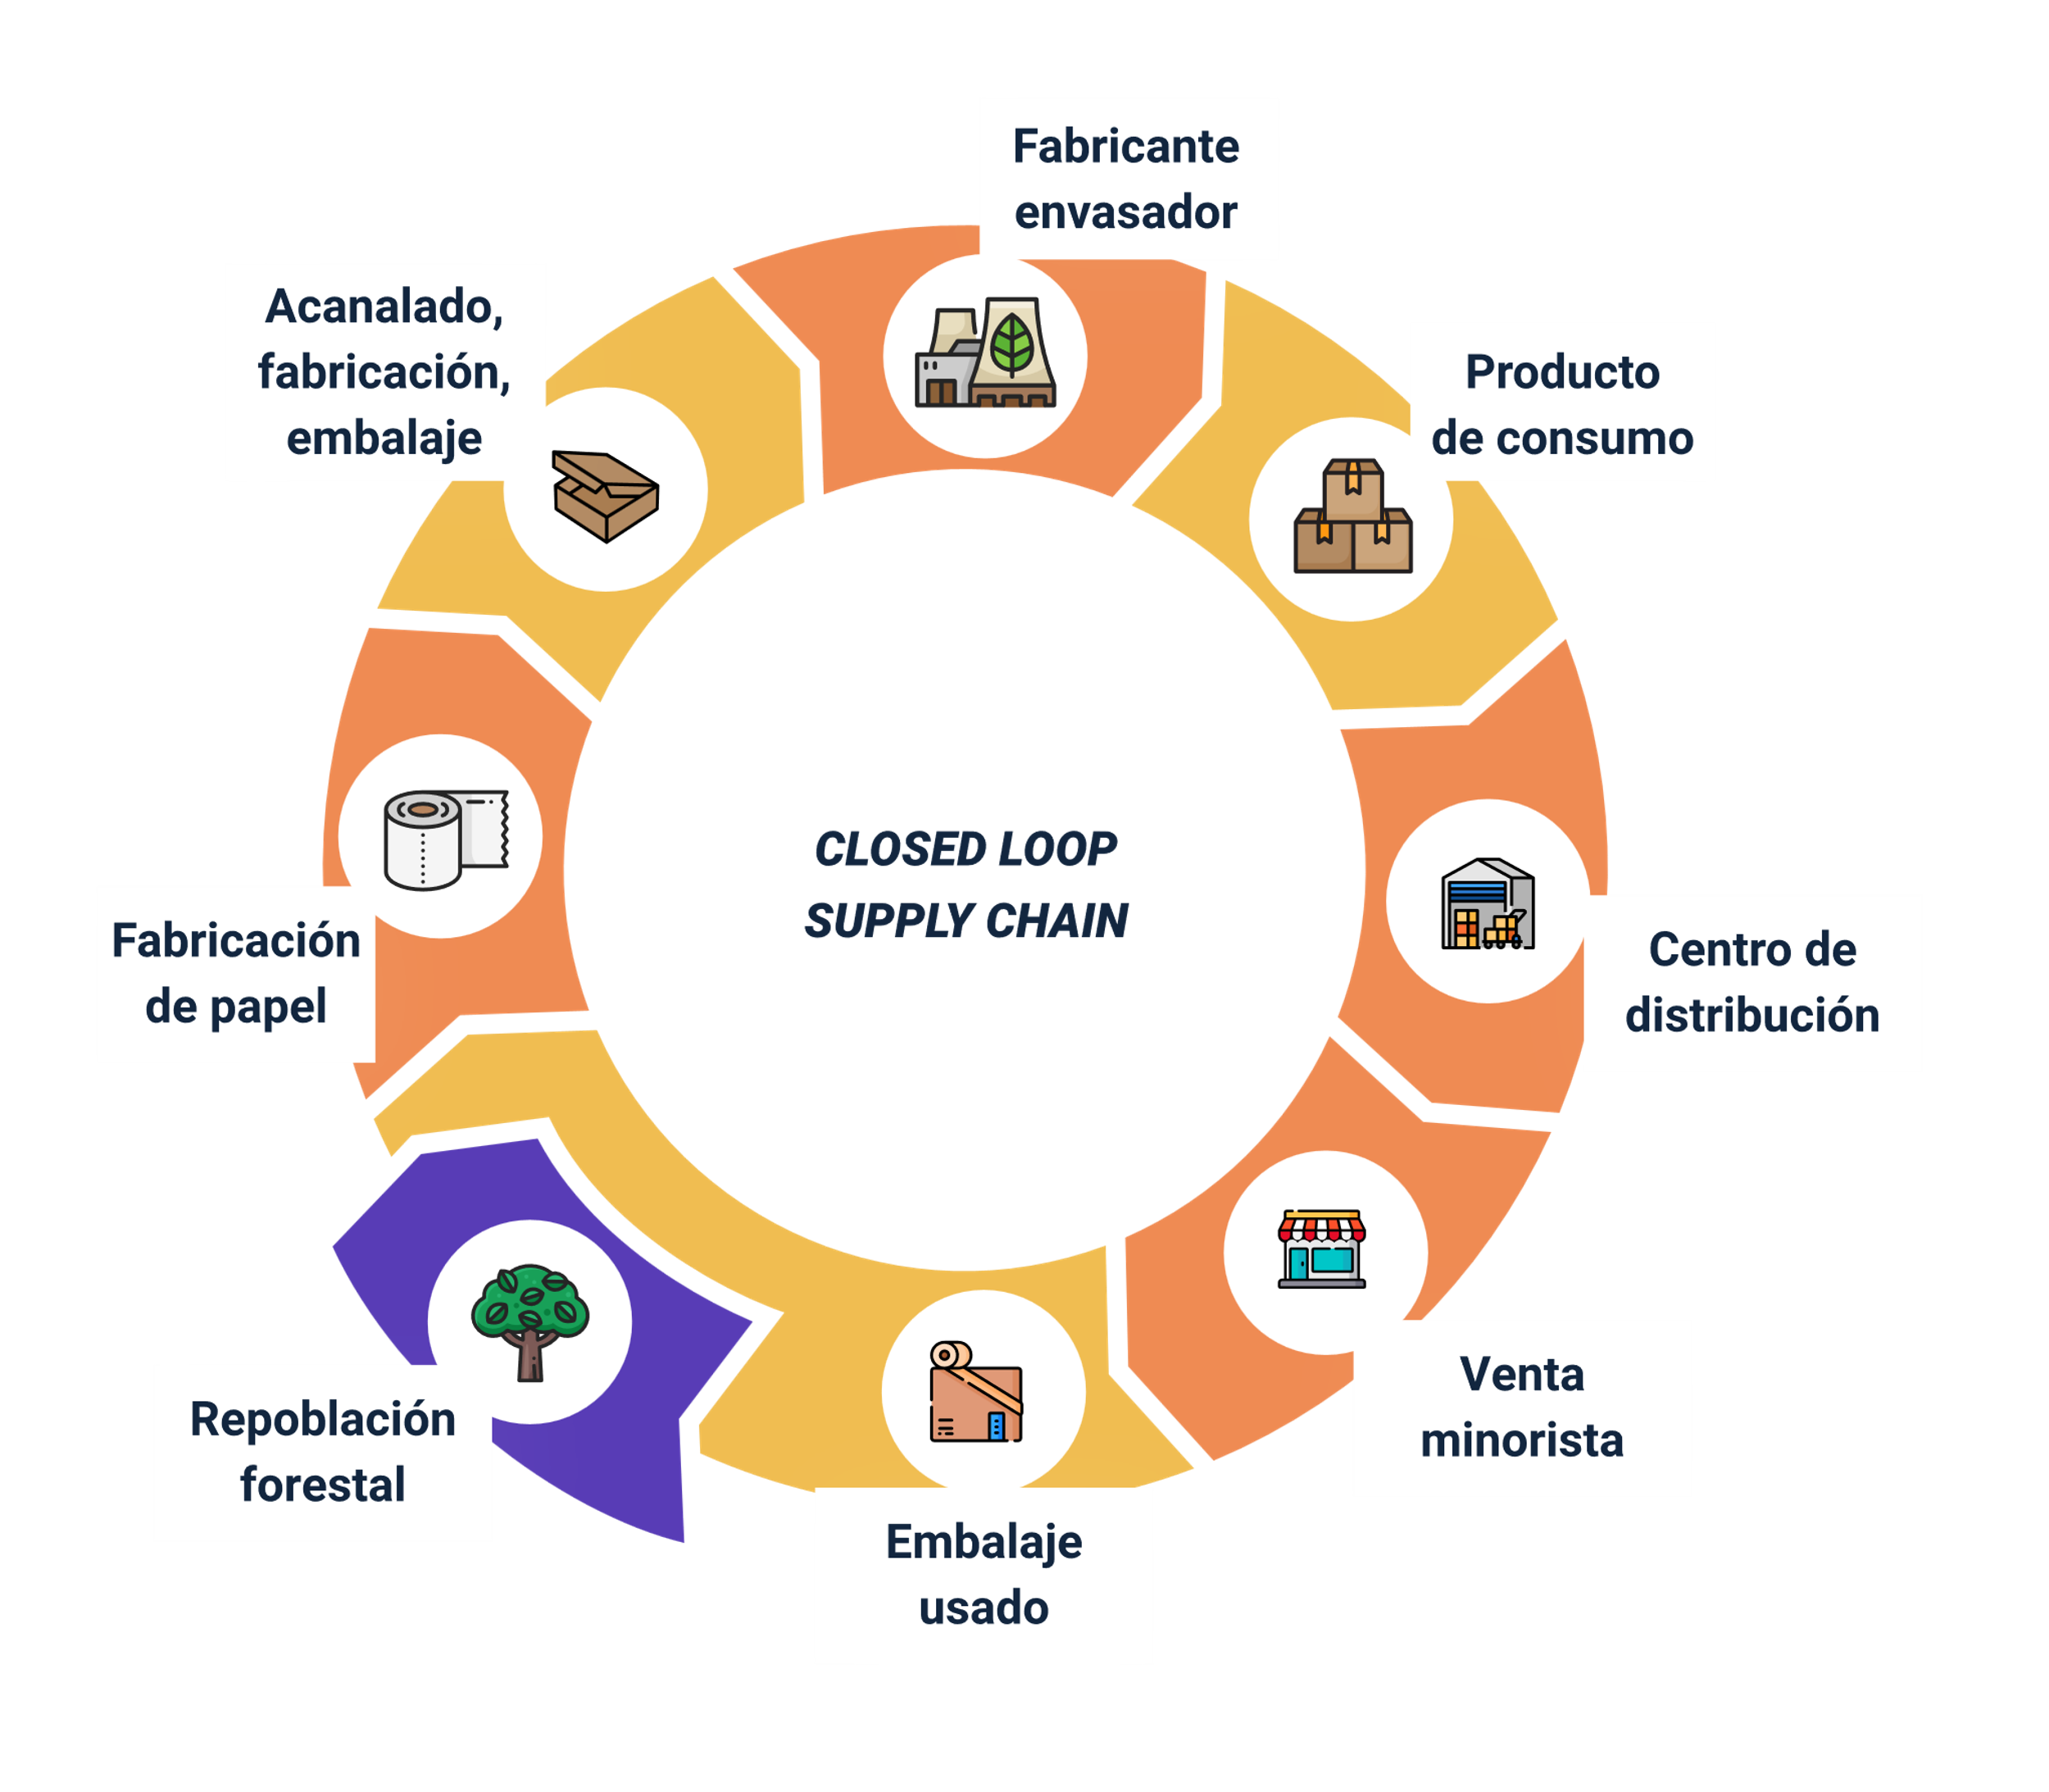 Fabricante
envasador
Acanalado,
fabricación,
embalaje
Producto
de consumo
CLOSED LOOP
SUPPLY CHAIN
Fabricación
de papel
Centro de
distribución
Venta
minorista
Repoblación
forestal
Embalaje
usado